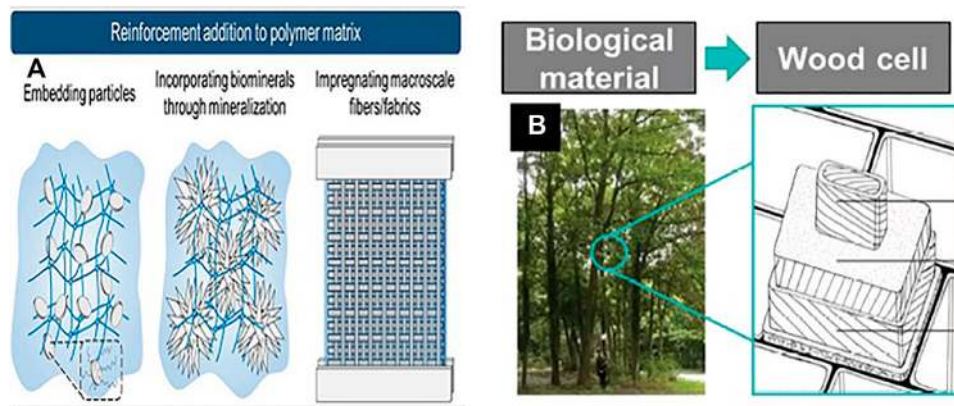 Reinforcement addition to polymer matrix
A
Embedding particles
Incorporating biominerals
through mineralization
Impregnating macroscale
fibers/fabrics
Biological
material
Wood cell
B